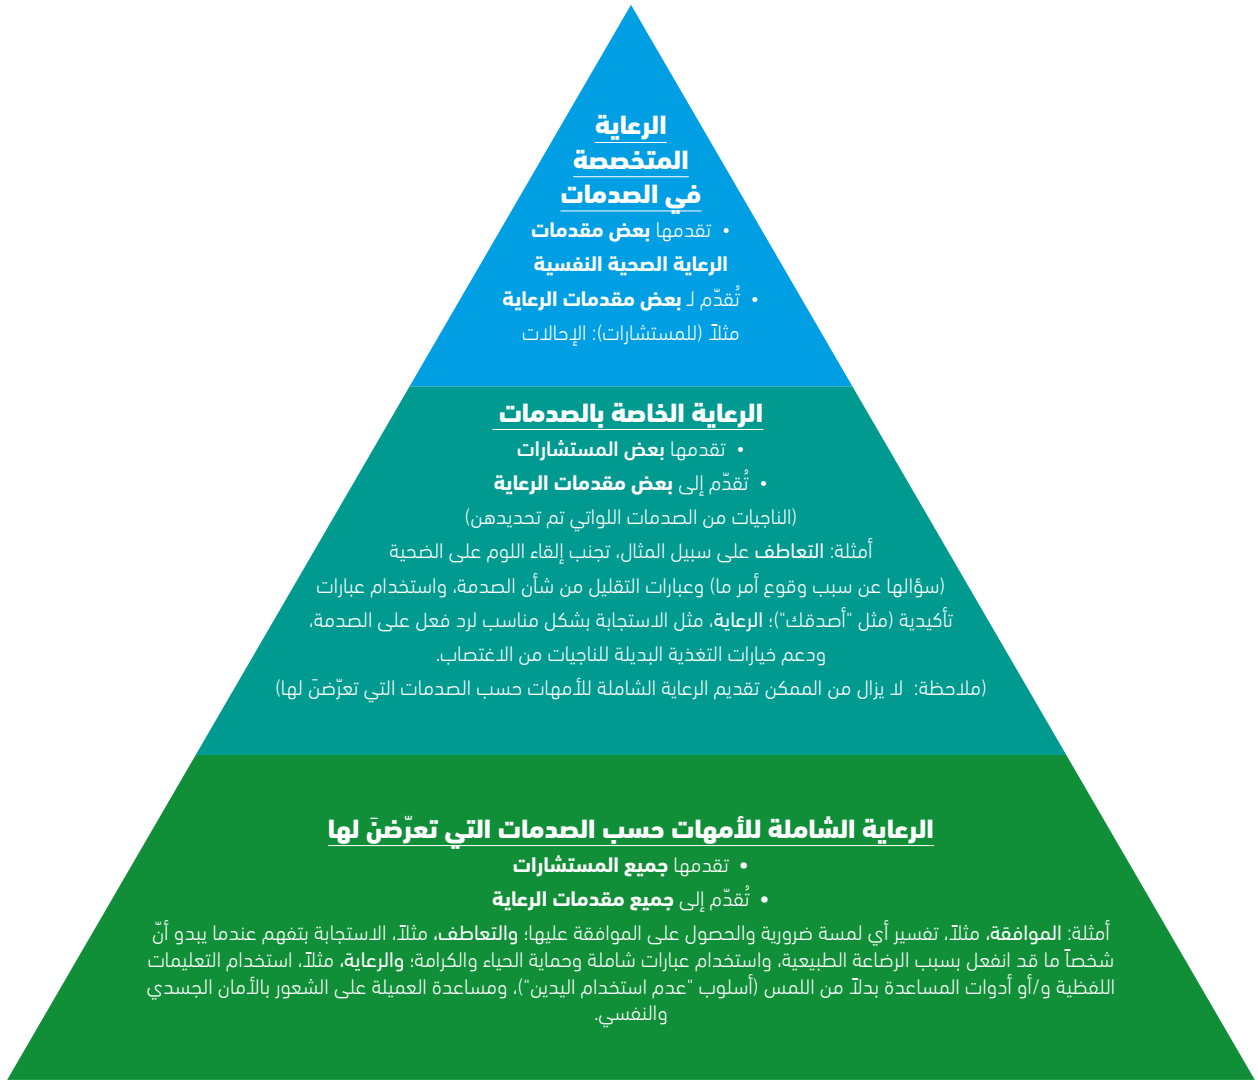 الرعاية
المتخصصة
في الصدمات
• تقدمها بعض مقدمات
الرعاية الصحية النفسية
• تُقدّم لـ بعض مقدمات الرعاية
مثلاً (للمستشارات): الإحالات
الرعاية الخاصة بالصدمات
• تقدمها بعض المستشارات
• تُقدّم إلى بعض مقدمات الرعاية
(الناجيات من الصدمات اللواتي تم تحديدهن)
أمثلة: التعاطف على سبيل المثال، تجنب إلقاء اللوم على الضحية
(سؤالها عن سبب وقوع أمر ما) وعبارات التقليل من شأن الصدمة، واستخدام عبارات
تأكيدية (مثل "أصدقك")؛ الرعاية، مثل الاستجابة بشكل مناسب لرد فعل على الصدمة،
ودعم خيارات التغذية البديلة للناجيات من الاغتصاب.
(ملاحظة: لا يزال من الممكن تقديم الرعاية الشاملة للأمهات حسب الصدمات التي تعرّضنَ لها)
الرعاية الشاملة للأمهات حسب الصدمات التي تعرّضنَ لها
• تقدمها جميع المستشارات
• تُقدّم إلى جميع مقدمات الرعاية
أمثلة: الموافقة، مثلاً، تفسير أي لمسة ضرورية والحصول على الموافقة عليها؛ والتعاطف، مثلاً، الاستجابة بتفهم عندما يبدو أنّ
شخصاً ما قد انفعل بسبب الرضاعة الطبيعية، واستخدام عبارات شاملة وحماية الحياء والكرامة؛ والرعاية، مثلاً، استخدام التعليمات
اللفظية و/أو أدوات المساعدة بدلاً من اللمس (أسلوب "عدم استخدام اليدين")، ومساعدة العميلة على الشعور بالأمان الجسدي
والنفسي.